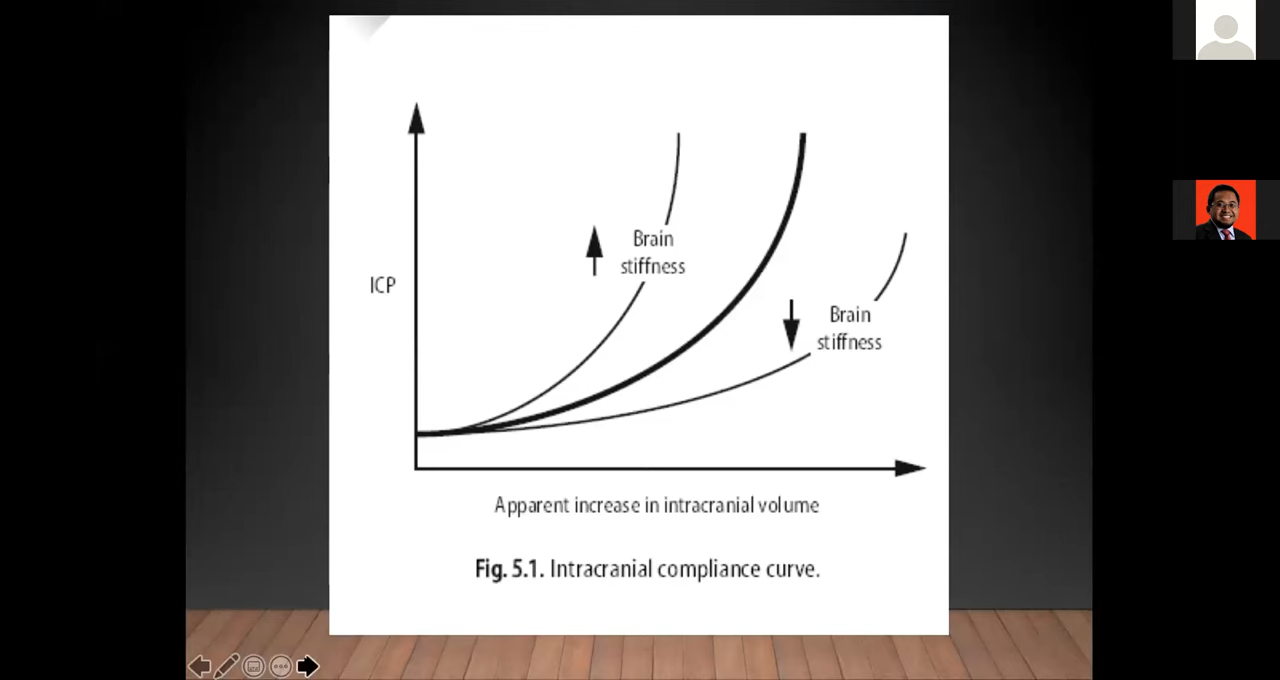 Brain
stiffness
ICP
Brain
stiffness
Apparent increase in intracranial volume
Fig. 5.1. Intracranial compliance curve.